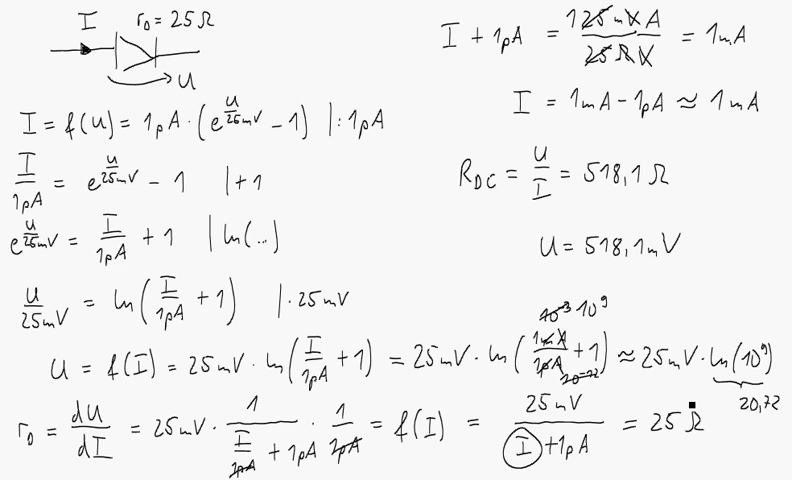 I r₀ = 25 Ω
U
I = f(U) = 1pA · (e^(U/25mV) − 1) |: 1pA
I/1pA = e^(U/25mV) − 1 | + 1
e^(U/25mV) = I/1pA + 1 | ln(...)
U/25mV = ln(I/1pA + 1) | · 25mV
U = f(I) = 25mV · ln(I/1pA + 1) = 25mV · ln(1mA/1pA + 1) ≈ 25mV · ln(10⁹)
10⁻³ 10⁹
10⁻¹²
20,72
r₀ = dU/dI = 25mV · 1/(I/1pA + 1pA) · 1/1pA = f(I) = 25mV/(I + 1pA) = 25 Ω
I + 1pA = 125mVA/25ΩV = 1mA
I = 1mA − 1pA ≈ 1mA
R_DC = U/I = 518,1 Ω
U = 518,1mV